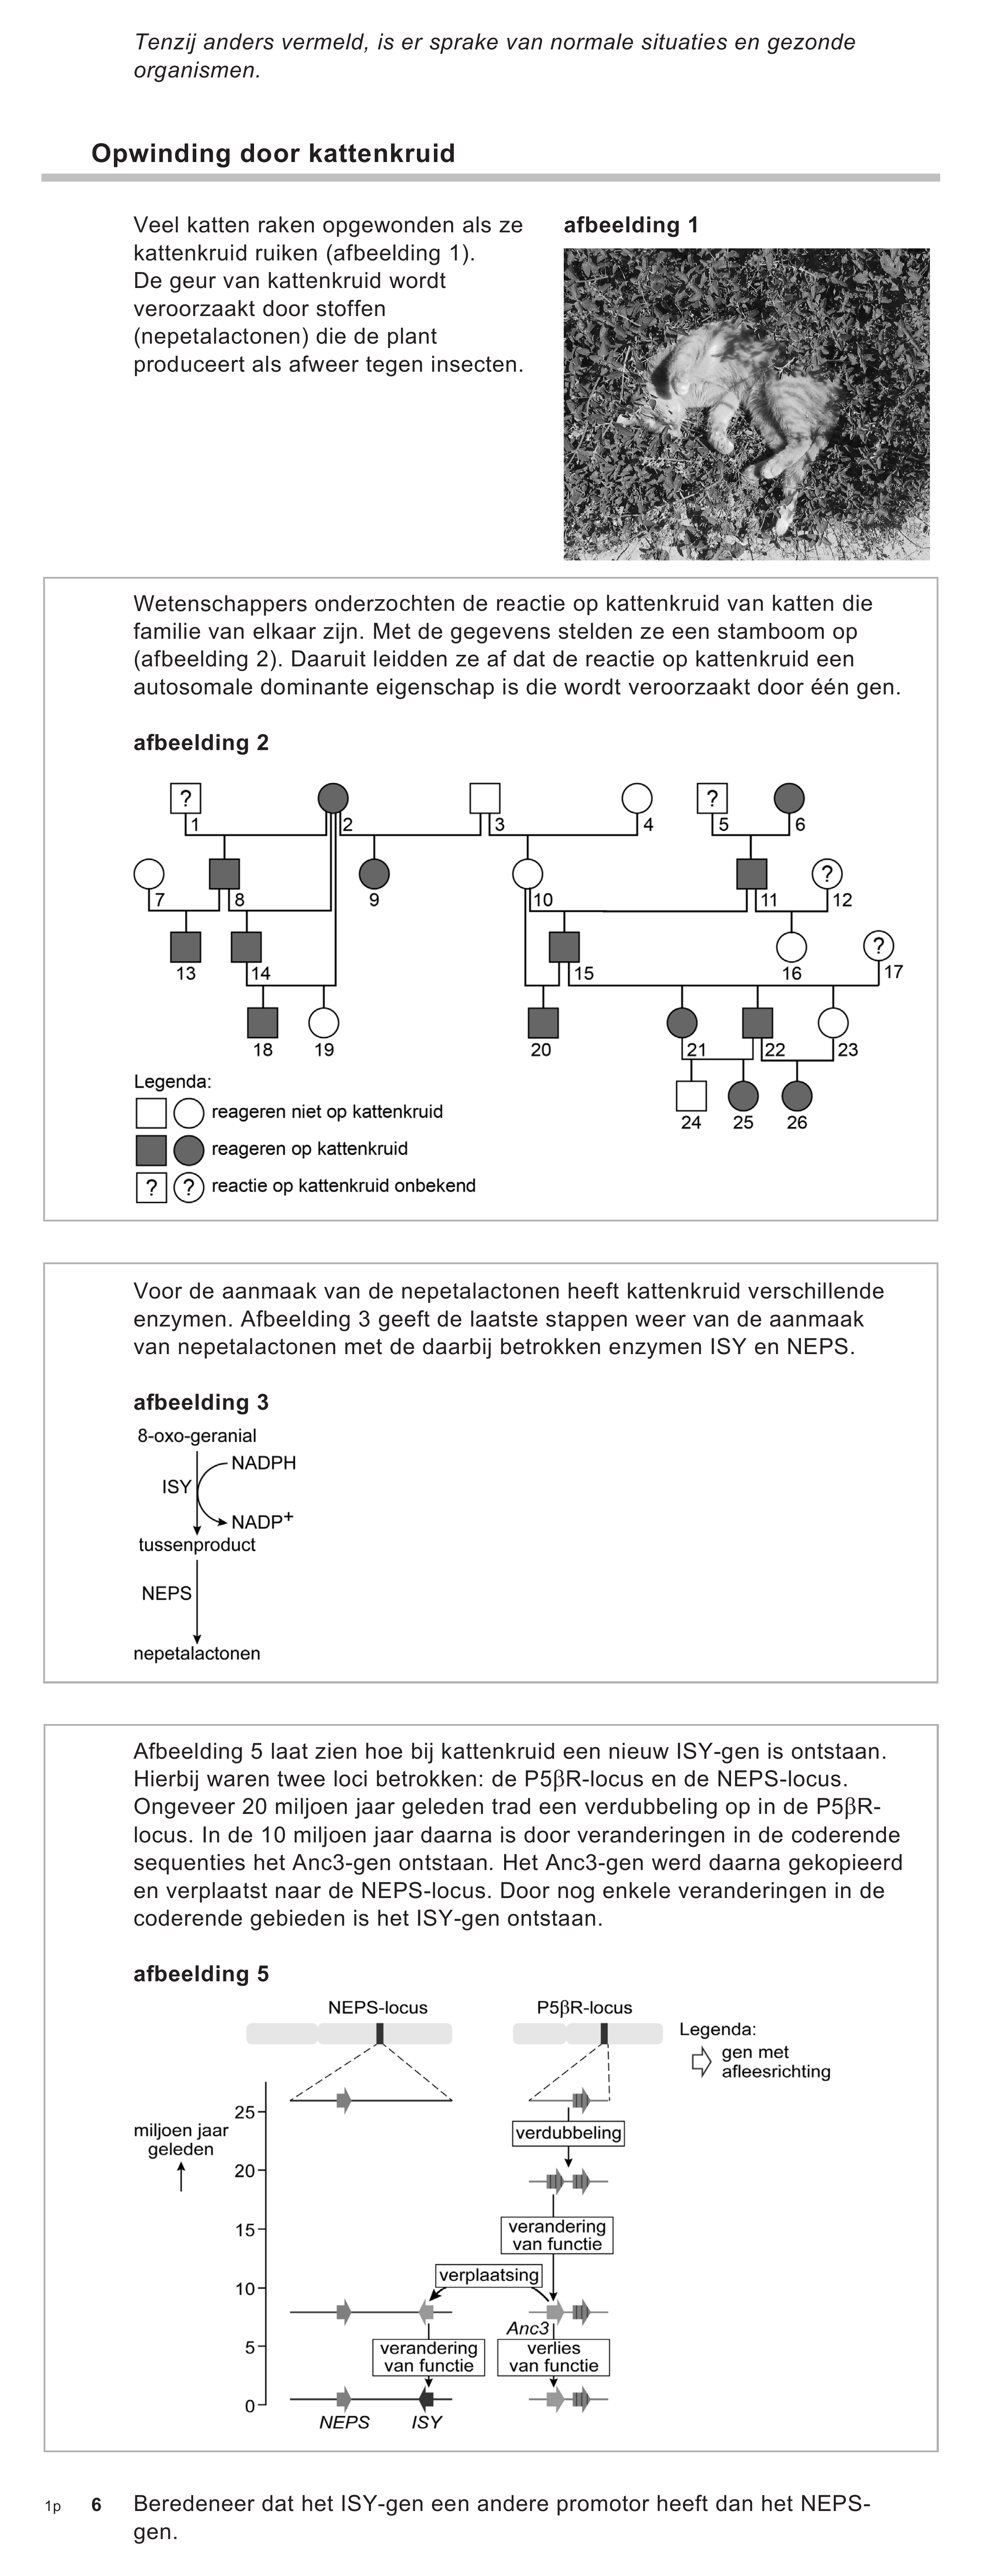 Tenzij anders vermeld, is er sprake van normale situaties en gezonde
organismen.
Opwinding door kattenkruid
Veel katten raken opgewonden als ze
kattenkruid ruiken (afbeelding 1).
De geur van kattenkruid wordt
veroorzaakt door stoffen
(nepetalactonen) die de plant
produceert als afweer tegen insecten.
afbeelding 1
Wetenschappers onderzochten de reactie op kattenkruid van katten die
familie van elkaar zijn. Met de gegevens stelden ze een stamboom op
(afbeelding 2). Daaruit leidden ze af dat de reactie op kattenkruid een
autosomale dominante eigenschap is die wordt veroorzaakt door één gen.
afbeelding 2
? ? 
1 2 3 4 5 6
?
7 8 9 10 11 12
?
13 14 15 16 17
18 19 20 21 22 23
24 25 26
Legenda:
reageren niet op kattenkruid
reageren op kattenkruid
? ? reactie op kattenkruid onbekend
Voor de aanmaak van de nepetalactonen heeft kattenkruid verschillende
enzymen. Afbeelding 3 geeft de laatste stappen weer van de aanmaak
van nepetalactonen met de daarbij betrokken enzymen ISY en NEPS.
afbeelding 3
8-oxo-geranial
NADPH
ISY
NADP+
tussenproduct
NEPS
nepetalactonen
Afbeelding 5 laat zien hoe bij kattenkruid een nieuw ISY-gen is ontstaan.
Hierbij waren twee loci betrokken: de P5βR-locus en de NEPS-locus.
Ongeveer 20 miljoen jaar geleden trad een verdubbeling op in de P5βR-
locus. In de 10 miljoen jaar daarna is door veranderingen in de coderende
sequenties het Anc3-gen ontstaan. Het Anc3-gen werd daarna gekopieerd
en verplaatst naar de NEPS-locus. Door nog enkele veranderingen in de
coderende gebieden is het ISY-gen ontstaan.
afbeelding 5
NEPS-locus P5βR-locus
Legenda:
gen met
afleesrichting
miljoen jaar
geleden
25
20
15
10
5
0
verdubbeling
verandering
van functie
verplaatsing
Anc3
verandering
van functie
verlies
van functie
NEPS ISY
1p 6 Beredeneer dat het ISY-gen een andere promotor heeft dan het NEPS-
gen.